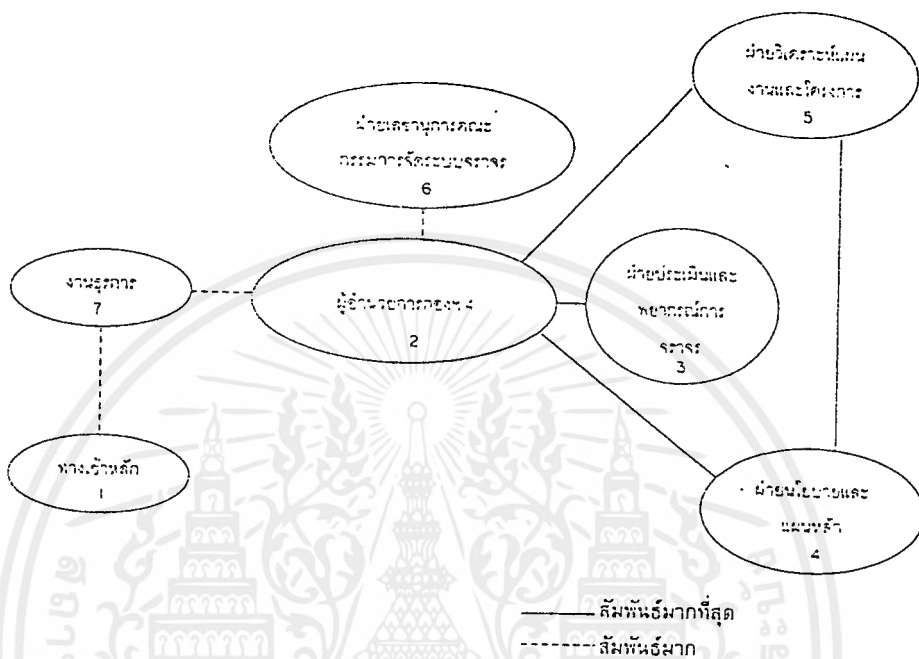 ฝ่ายวิเคราะห์แผน
งานและโครงการ
5
ฝ่ายเลขานุการคณะ
กรรมการจัดระบบจราจร
6
งานธุรการ
7
ผู้อำนวยการกอง
2
ฝ่ายประเมินและ
พยากรณ์การ
จราจร
3
ทางเข้าหลัก
1
ฝ่ายนโยบายและ
แผนหลัก
4
สัมพันธ์มากที่สุด
สัมพันธ์มาก